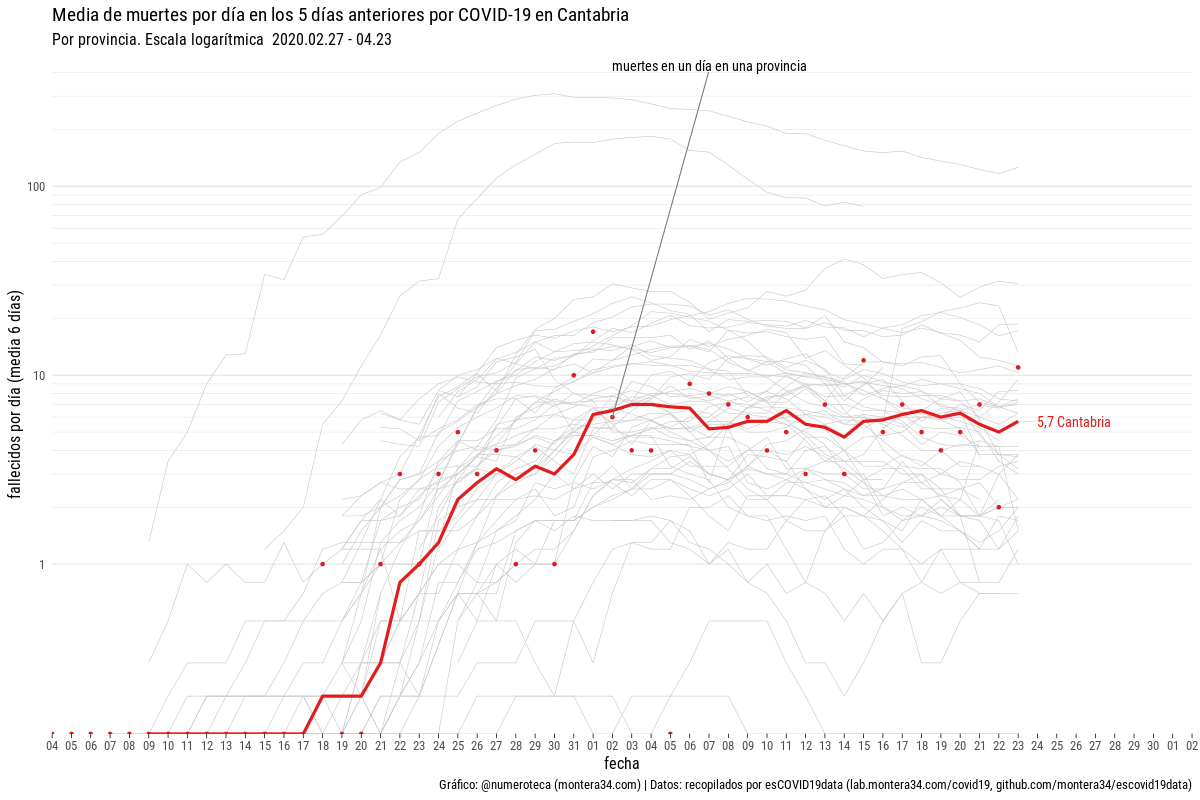 Media de muertes por día en los 5 días anteriores por COVID-19 en Cantabria
Por provincia. Escala logarítmica 2020.02.27 - 04.23
muertes en un día en una provincia
fallecidos por día (media 6 días)
100
10
1
5,7 Cantabria
04 05 06 07 08 09 10 11 12 13 14 15 16 17 18 19 20 21 22 23 24 25 26 27 28 29 30 31 01 02 03 04 05 06 07 08 09 10 11 12 13 14 15 16 17 18 19 20 21 22 23 24 25 26 27 28 29 30 01 02
fecha
Gráfico: @numeroteca (montera34.com) | Datos: recopilados por esCOVID19data (lab.montera34.com/covid19, github.com/montera34/escovid19data)